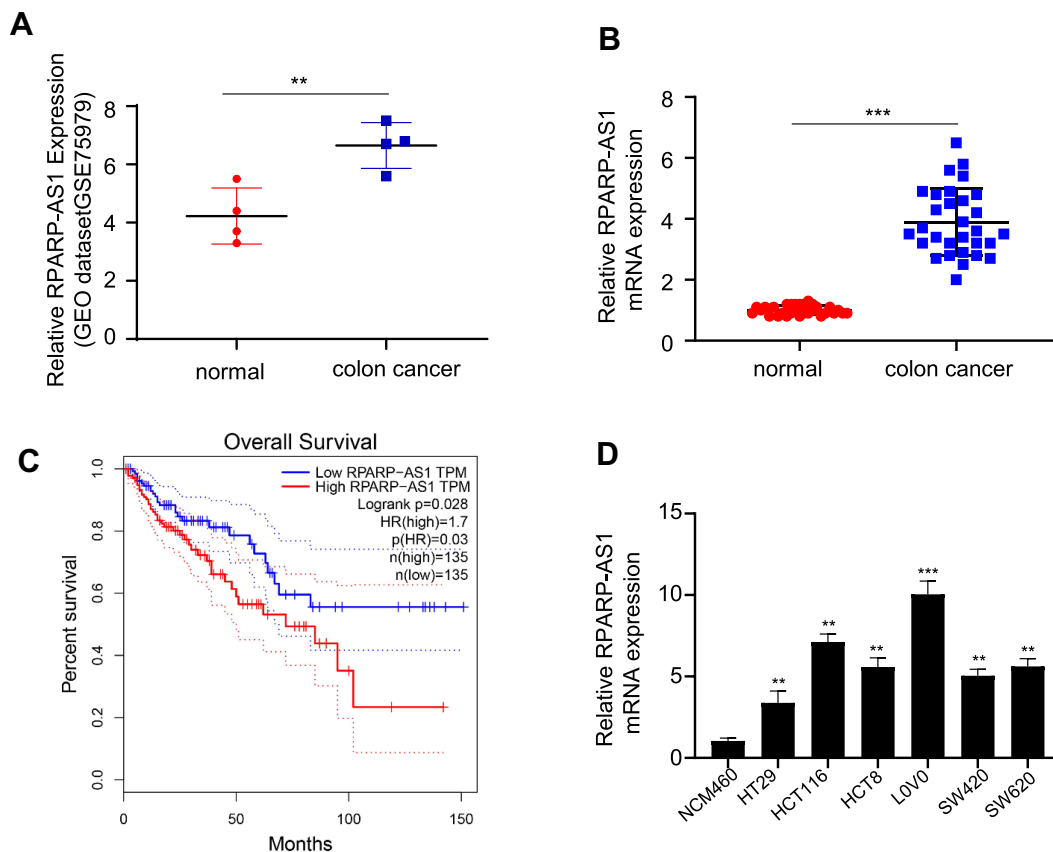 A
Relative RPARP-AS1 Expression
(GEO datasetGSE75979)
8
6
4
2
0
**
normal
colon cancer
B
Relative RPARP-AS1
mRNA expression
8
6
4
2
0
***
normal
colon cancer
C
Overall Survival
Low RPARP-AS1 TPM
High RPARP-AS1 TPM
Logrank p=0.028
HR(high)=1.7
p(HR)=0.03
n(high)=135
n(low)=135
Percent survival
1.0
0.8
0.6
0.4
0.2
0.0
0
50
100
150
Months
D
Relative RPARP-AS1
mRNA expression
15
10
5
0
**
**
**
***
**
**
NCM460
HT29
HCT116
HCT8
L0V0
SW420
SW620